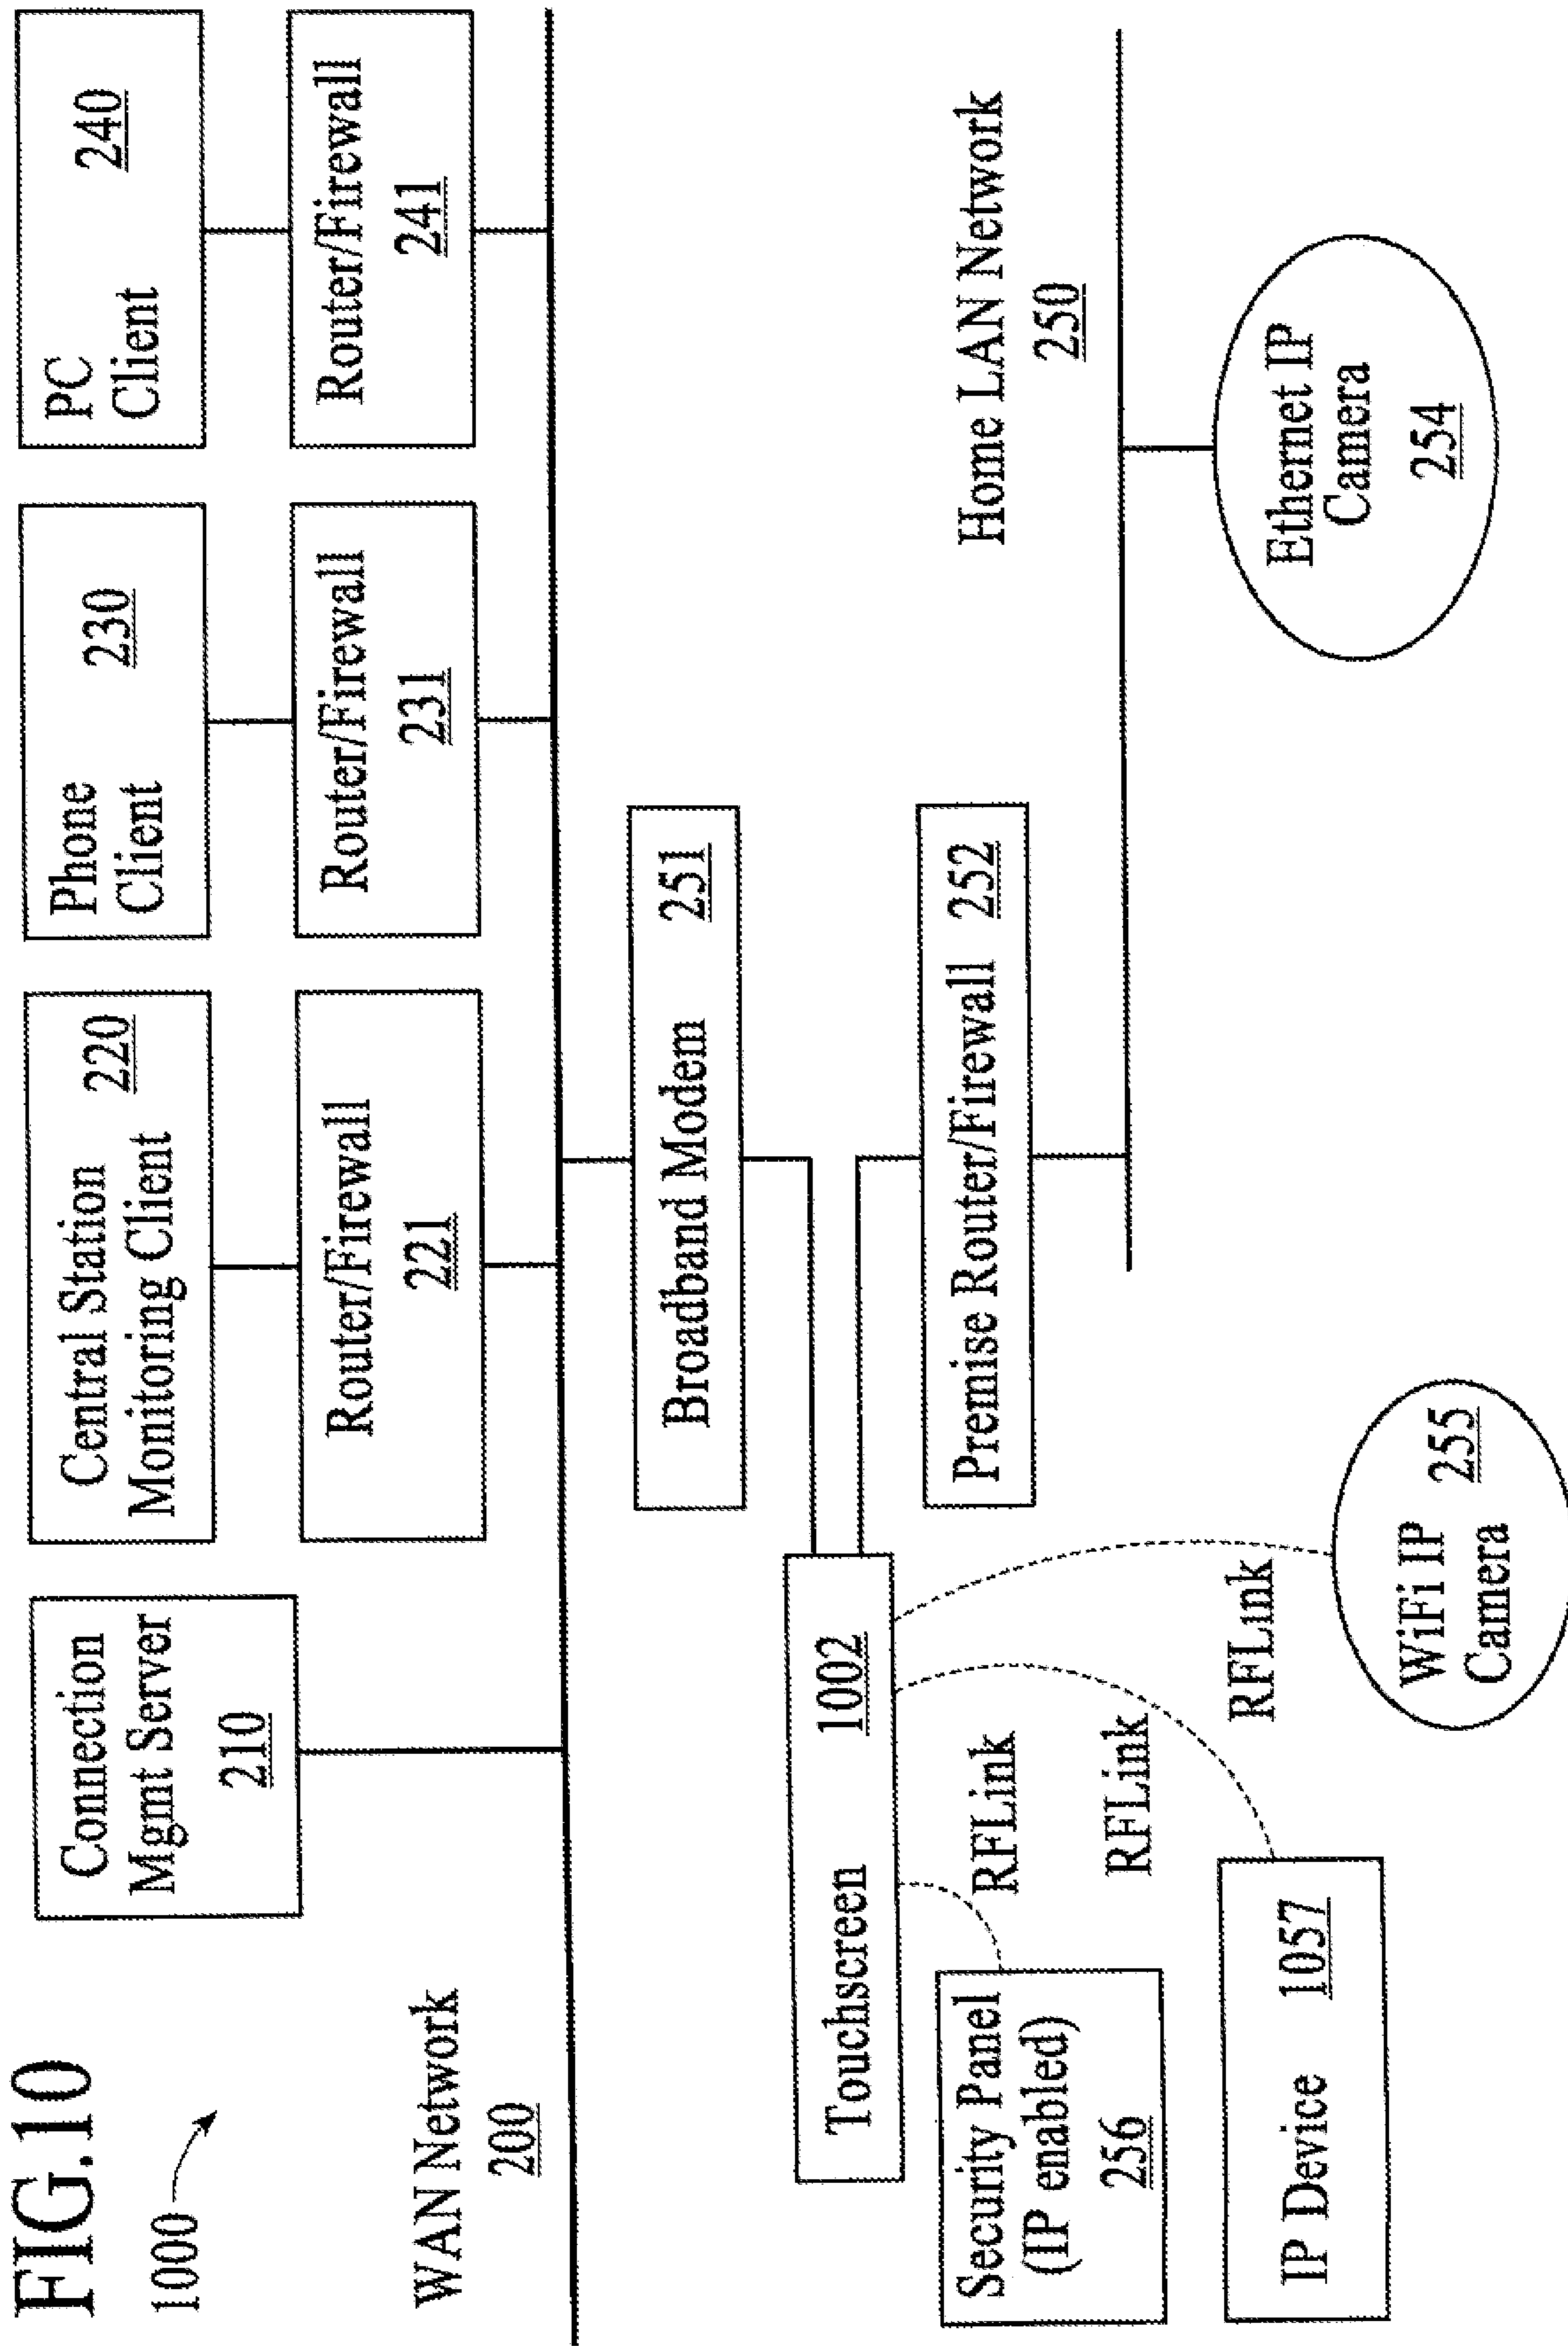 FIG.10
1000
Connection
Mgmt Server
210
Central Station
Monitoring Client
220
Phone
Client
230
PC
Client
240
Router/Firewall
221
Router/Firewall
231
Router/Firewall
241
WAN Network
200
Broadband Modem 251
Touchscreen 1002
Premise Router/Firewall 252
Home LAN Network
250
Security Panel
(IP enabled)
256
RFLink
RFLink
RFLink
IP Device 1057
WiFi IP
Camera
255
Ethernet IP
Camera
254